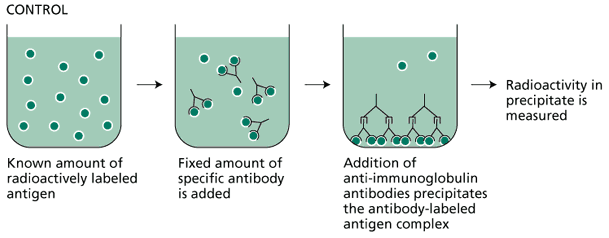 CONTROL
Known amount of
radioactively labeled
antigen
Fixed amount of
specific antibody
is added
Addition of
anti-immunoglobulin
antibodies precipitates
the antibody-labeled
antigen complex
Radioactivity in
precipitate is
measured